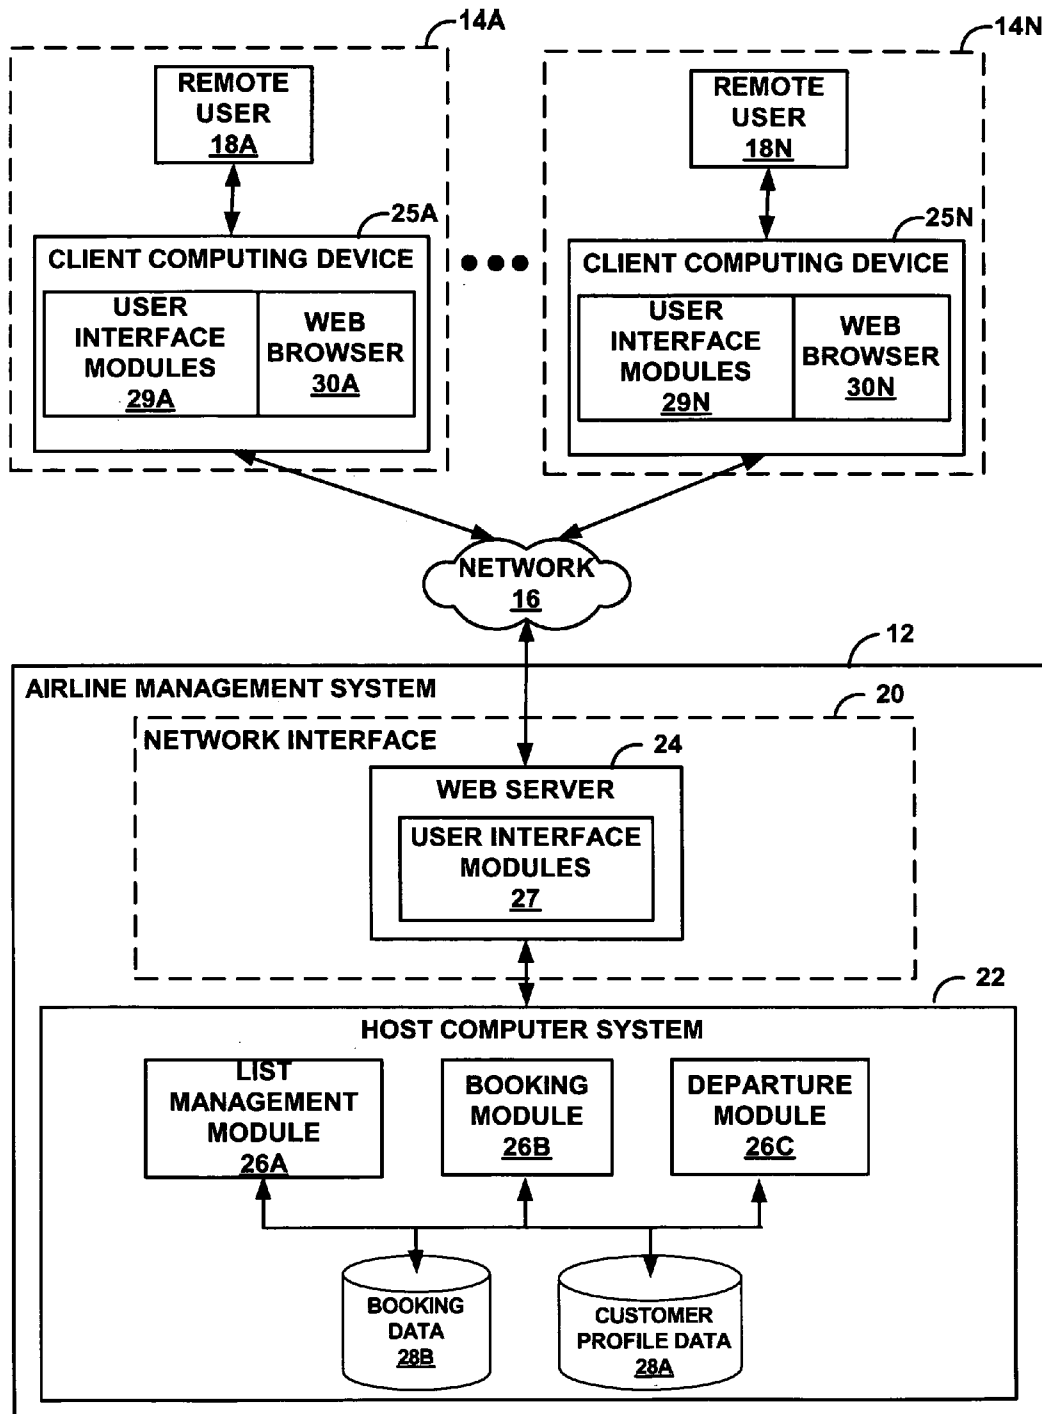 14A
REMOTE
USER
18A
25A
CLIENT COMPUTING DEVICE
USER
INTERFACE
MODULES
29A
WEB
BROWSER
30A
14N
REMOTE
USER
18N
25N
CLIENT COMPUTING DEVICE
USER
INTERFACE
MODULES
29N
WEB
BROWSER
30N
NETWORK
16
12
AIRLINE MANAGEMENT SYSTEM
20
NETWORK INTERFACE
24
WEB SERVER
USER INTERFACE
MODULES
27
22
HOST COMPUTER SYSTEM
LIST
MANAGEMENT
MODULE
26A
BOOKING
MODULE
26B
DEPARTURE
MODULE
26C
BOOKING
DATA
28B
CUSTOMER
PROFILE DATA
28A